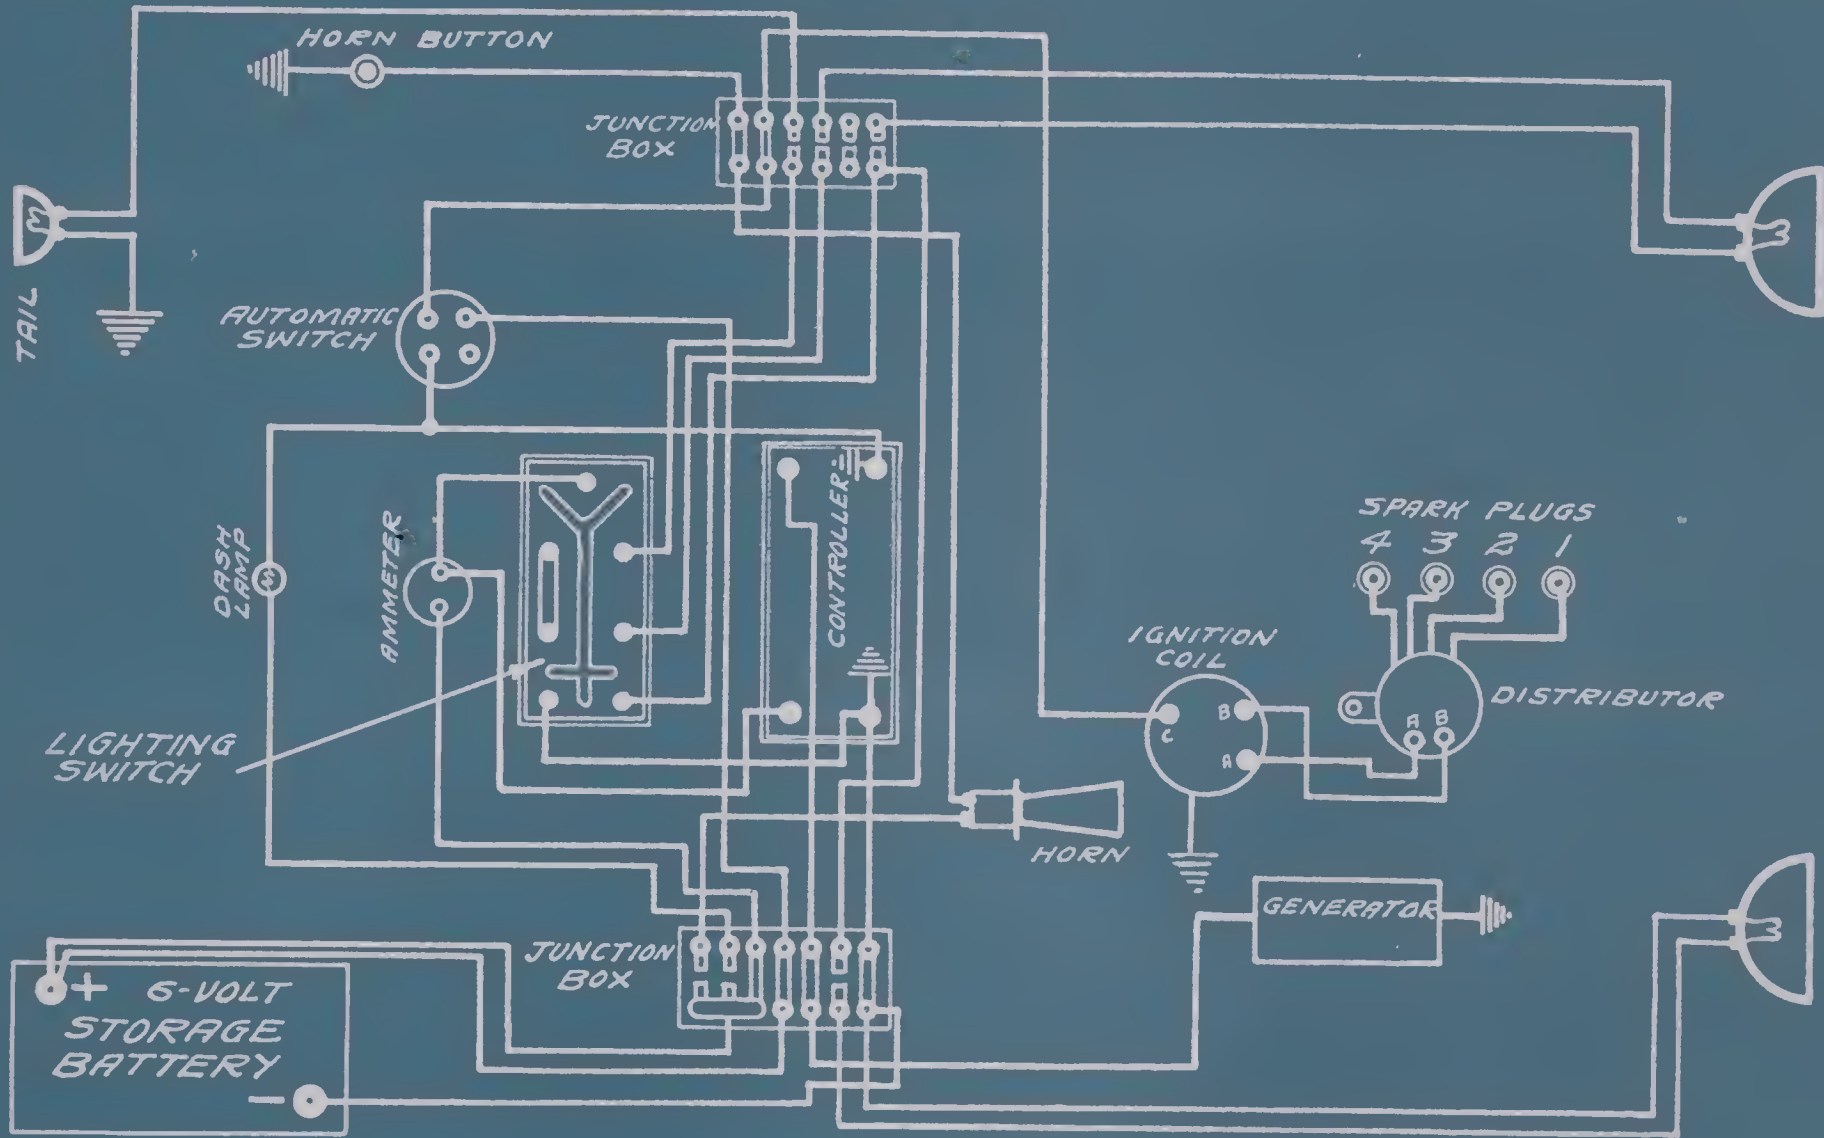 HORN BUTTON
JUNCTION
BOX
TAIL
AUTOMATIC
SWITCH
DASH
LAMP
AMMETER
CONTROLLER
SPARK PLUGS
4 3 2 1
IGNITION
COIL
C
B
A
DISTRIBUTOR
A B
LIGHTING
SWITCH
HORN
GENERATOR
JUNCTION
BOX
+ 6-VOLT
STORAGE
BATTERY
-